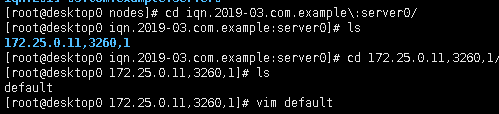 [root@desktop0 nodes]# cd iqn.2019-03.com.example\:server0/
[root@desktop0 iqn.2019-03.com.example:server0]# ls
172.25.0.11,3260,1
[root@desktop0 iqn.2019-03.com.example:server0]# cd 172.25.0.11,3260,1/
[root@desktop0 172.25.0.11,3260,1]# ls
default
[root@desktop0 172.25.0.11,3260,1]# vim default